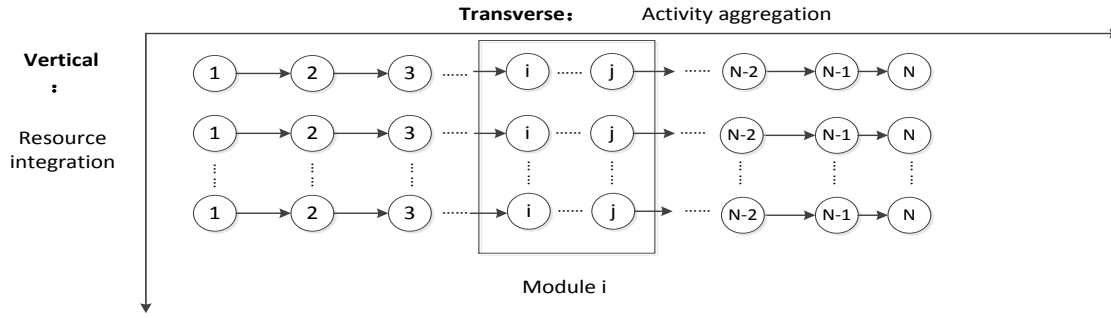 Transverse： Activity aggregation
Vertical
：
Resource
integration
1 2 3 ...... i ...... j ...... N-2 N-1 N
1 2 3 ...... i ...... j ...... N-2 N-1 N
1 2 3 ...... i ...... j ...... N-2 N-1 N
Module i